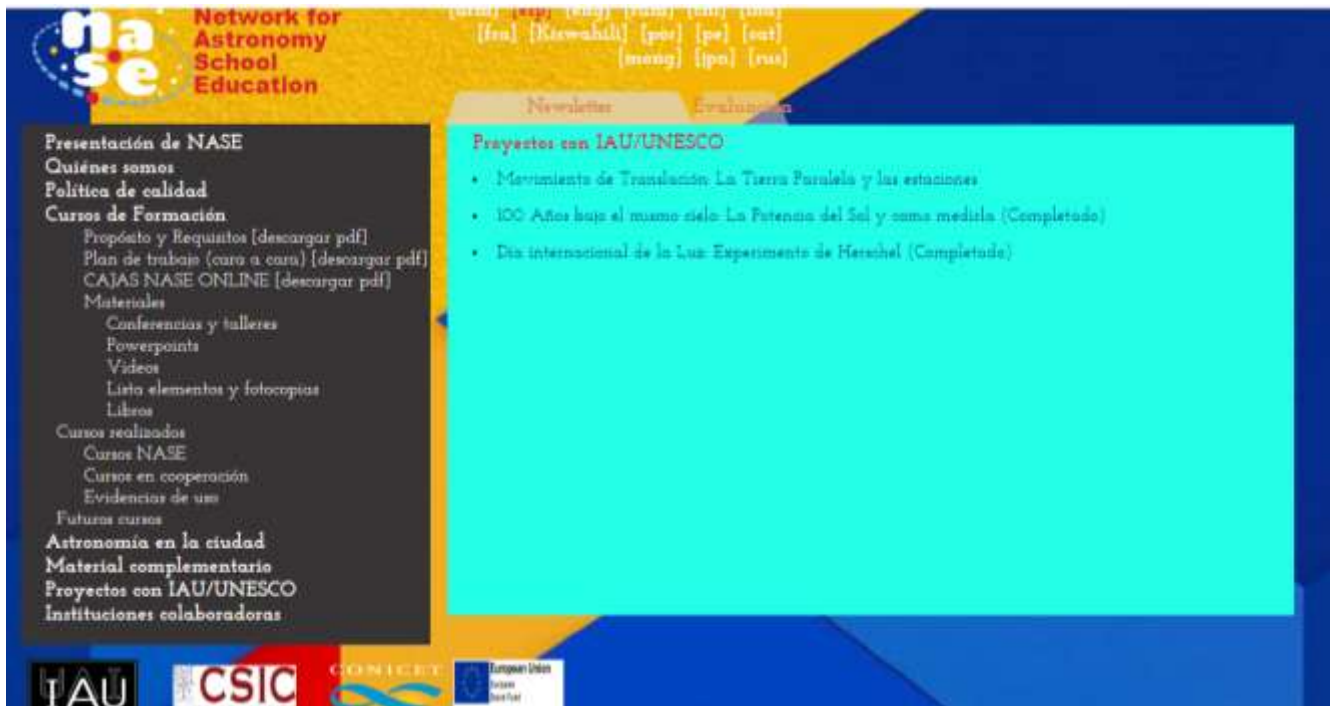 nase
Network for
Astronomy
School
Education
[esp] [eng]
[fra] [Kiswahili] [por] [pe] [cat]
[mong] [jpn] [rus]
Newsletter
Evaluación
Presentación de NASE
Quiénes somos
Política de calidad
Cursos de Formación
Propósito y Requisitos [descargar pdf]
Plan de trabajo (cara a cara) [descargar pdf]
CAJAS NASE ONLINE [descargar pdf]
Materiales
Conferencias y talleres
Powerpoints
Videos
Lista elementos y fotocopias
Libros
Cursos realizados
Cursos NASE
Cursos en cooperación
Evidencias de uso
Futuros cursos
Astronomía en la ciudad
Material complementario
Proyectos con IAU/UNESCO
Instituciones colaboradoras
Proyectos con IAU/UNESCO
• Movimiento de Translación: La Tierra Paralela y las estaciones
• 100 Años bajo el mismo cielo: La Potencia del Sol y como medirla (Completado)
• Dia internacional de la Luz: Experimento de Herschel (Completado)
IAU
CSIC
CONICET
European Union